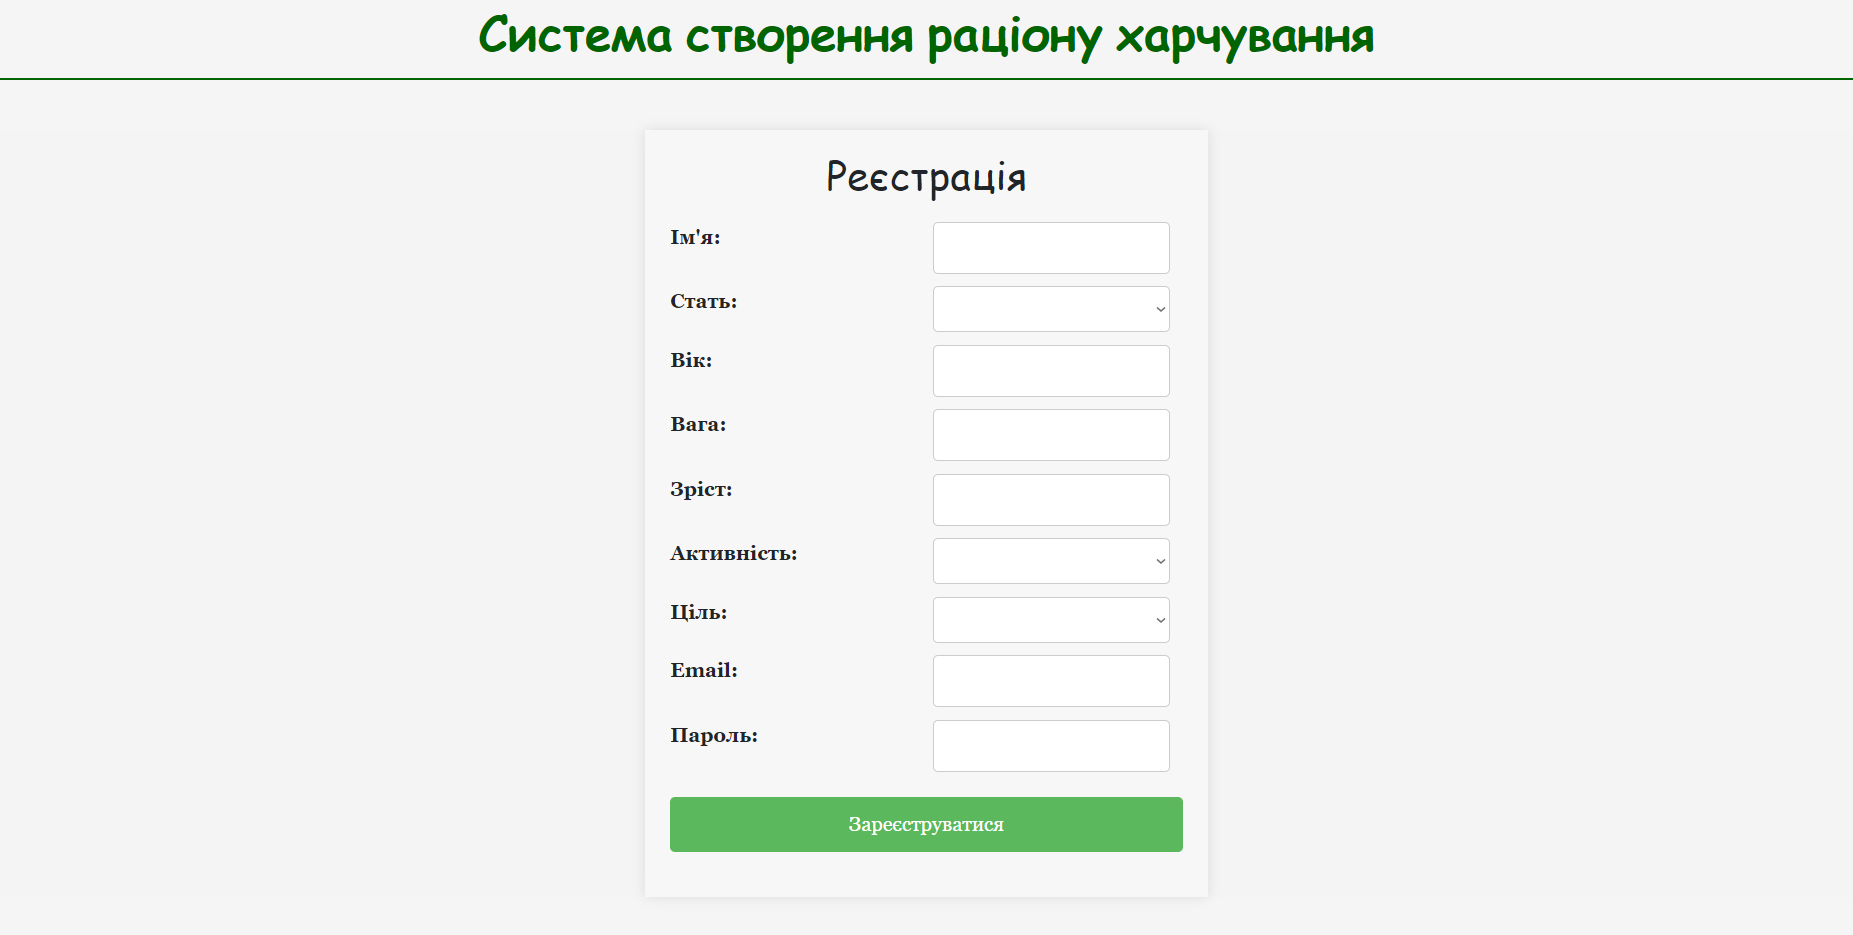 Система створення раціону харчування
Реєстрація
Ім'я:
Стать:
Вік:
Вага:
Зріст:
Активність:
Ціль:
Email:
Пароль:
Зареєструватися